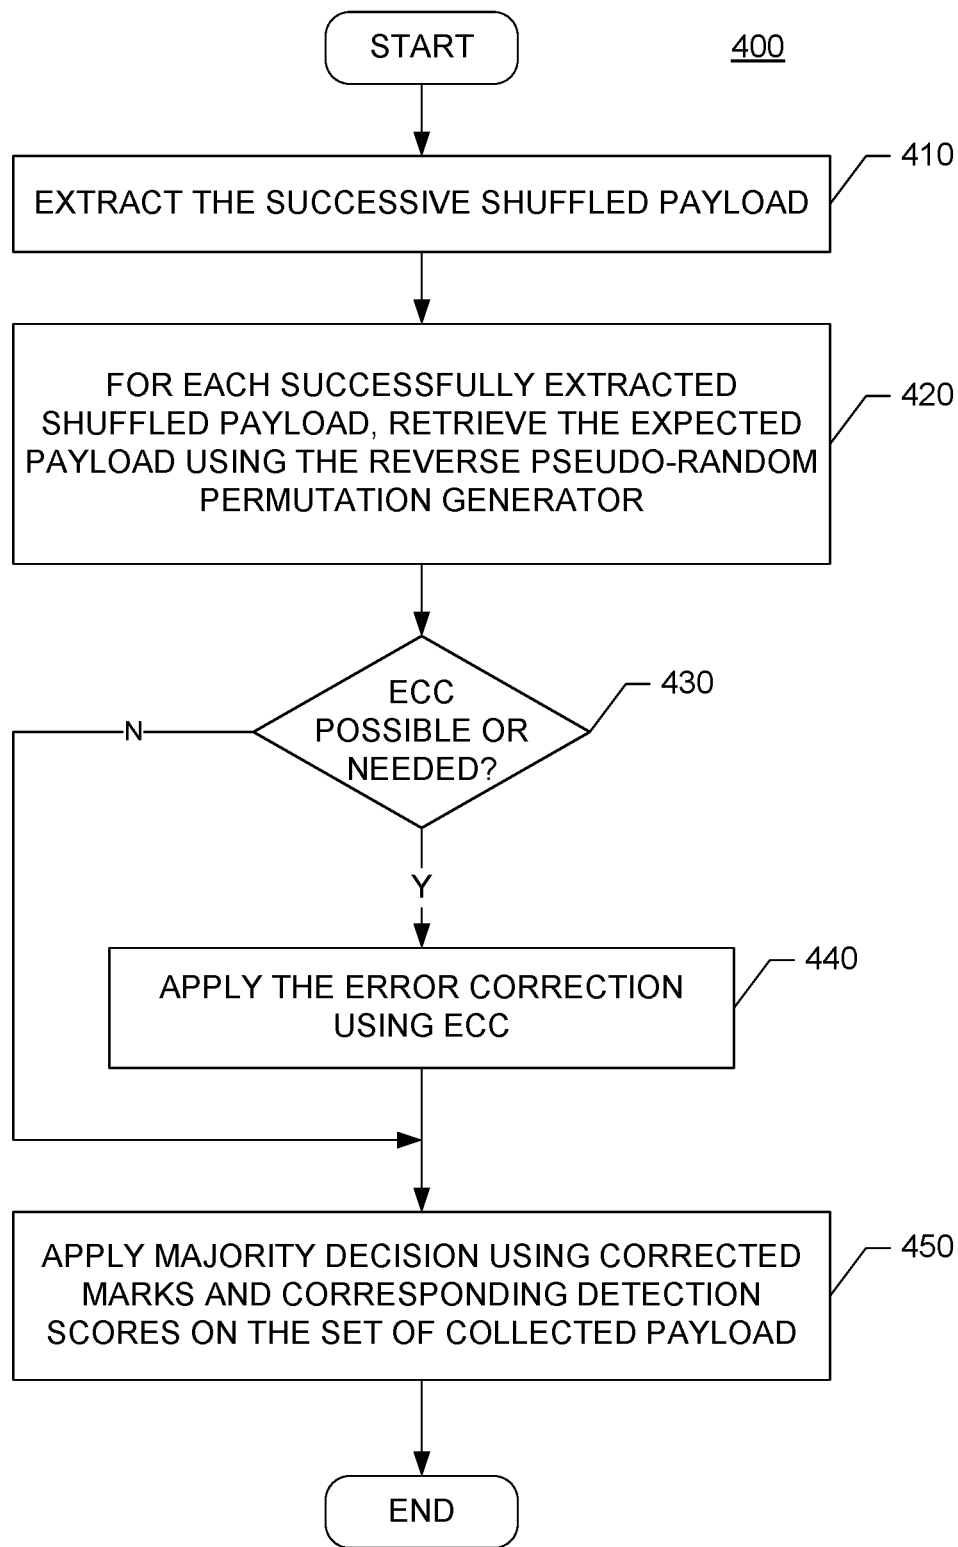 START
400
410
EXTRACT THE SUCCESSIVE SHUFFLED PAYLOAD
420
FOR EACH SUCCESSFULLY EXTRACTED
SHUFFLED PAYLOAD, RETRIEVE THE EXPECTED
PAYLOAD USING THE REVERSE PSEUDO-RANDOM
PERMUTATION GENERATOR
430
ECC
POSSIBLE OR
NEEDED?
N
Y
440
APPLY THE ERROR CORRECTION
USING ECC
450
APPLY MAJORITY DECISION USING CORRECTED
MARKS AND CORRESPONDING DETECTION
SCORES ON THE SET OF COLLECTED PAYLOAD
END